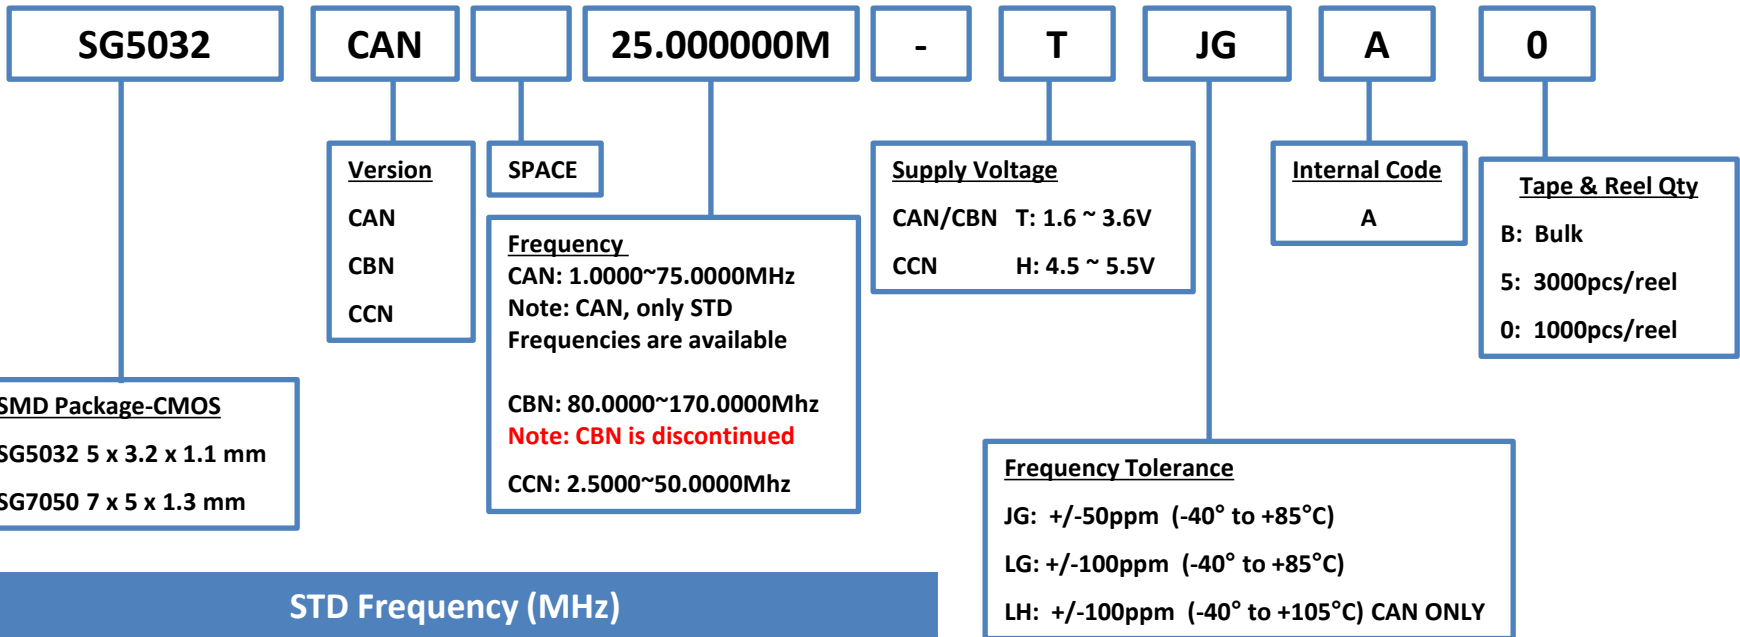 SG5032 CAN 25.000000M - T JG A 0
Version
CAN
CBN
CCN
SPACE
Frequency
CAN: 1.0000~75.0000MHz
Note: CAN, only STD
Frequencies are available
CBN: 80.0000~170.0000Mhz
Note: CBN is discontinued
CCN: 2.5000~50.0000Mhz
Supply Voltage
CAN/CBN T: 1.6 ~ 3.6V
CCN H: 4.5 ~ 5.5V
Internal Code
A
Tape & Reel Qty
B: Bulk
5: 3000pcs/reel
0: 1000pcs/reel
SMD Package-CMOS
SG5032 5 x 3.2 x 1.1 mm
SG7050 7 x 5 x 1.3 mm
Frequency Tolerance
JG: +/-50ppm (-40° to +85°C)
LG: +/-100ppm (-40° to +85°C)
LH: +/-100ppm (-40° to +105°C) CAN ONLY
STD Frequency (MHz)